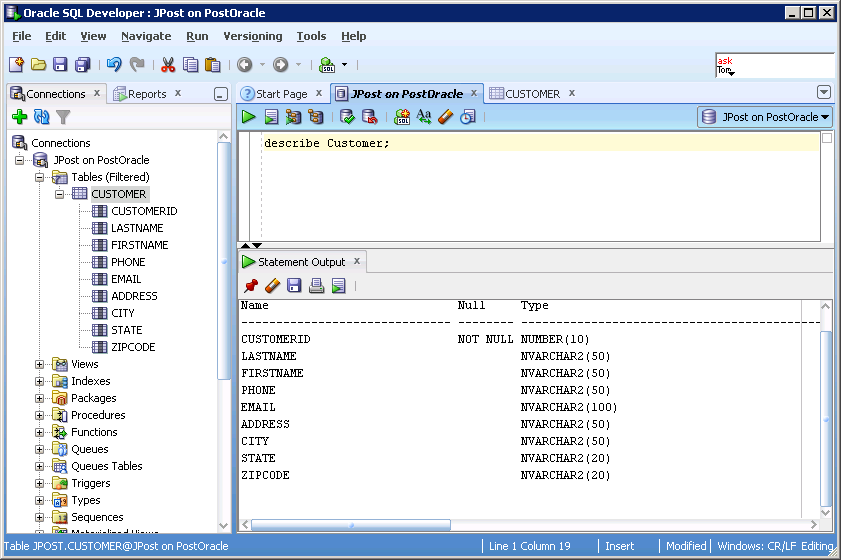 Oracle SQL Developer : JPost on PostOracle
File Edit View Navigate Run Versioning Tools Help
ask
Tom
Connections Reports
Start Page JPost on PostOracle CUSTOMER
JPost on PostOracle
describe Customer;
Connections
JPost on PostOracle
Tables (Filtered)
CUSTOMER
CUSTOMERID
LASTNAME
FIRSTNAME
PHONE
EMAIL
ADDRESS
CITY
STATE
ZIPCODE
Views
Indexes
Packages
Procedures
Functions
Queues
Queues Tables
Triggers
Types
Sequences
Materialized Views
Statement Output
Name Null Type
------------------------------ -------- -------------------------------------------
CUSTOMERID NOT NULL NUMBER(10)
LASTNAME NVARCHAR2(50)
FIRSTNAME NVARCHAR2(50)
PHONE NVARCHAR2(50)
EMAIL NVARCHAR2(100)
ADDRESS NVARCHAR2(50)
CITY NVARCHAR2(50)
STATE NVARCHAR2(20)
ZIPCODE NVARCHAR2(20)
Table JPOST.CUSTOMER@JPost on PostOracle Line 1 Column 19 Insert Modified Windows: CR/LF Editing